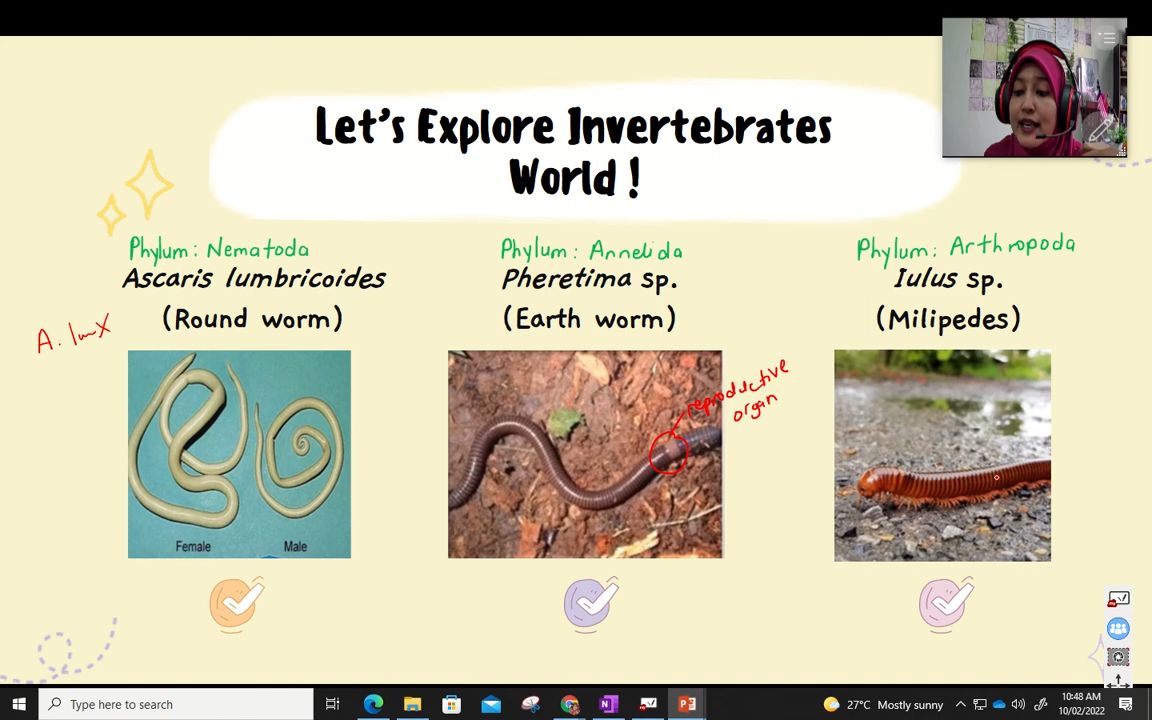 Let's Explore Invertebrates
World !
Phylum: Nematoda
Ascaris lumbricoides
(Round worm)
A. lum X
Female
Male
Phylum: Annelida
Pheretima sp.
(Earth worm)
reproductive
organ
Phylum: Arthropoda
Iulus sp.
(Milipedes)
Type here to search
27°C Mostly sunny
10:48 AM
10/02/2022